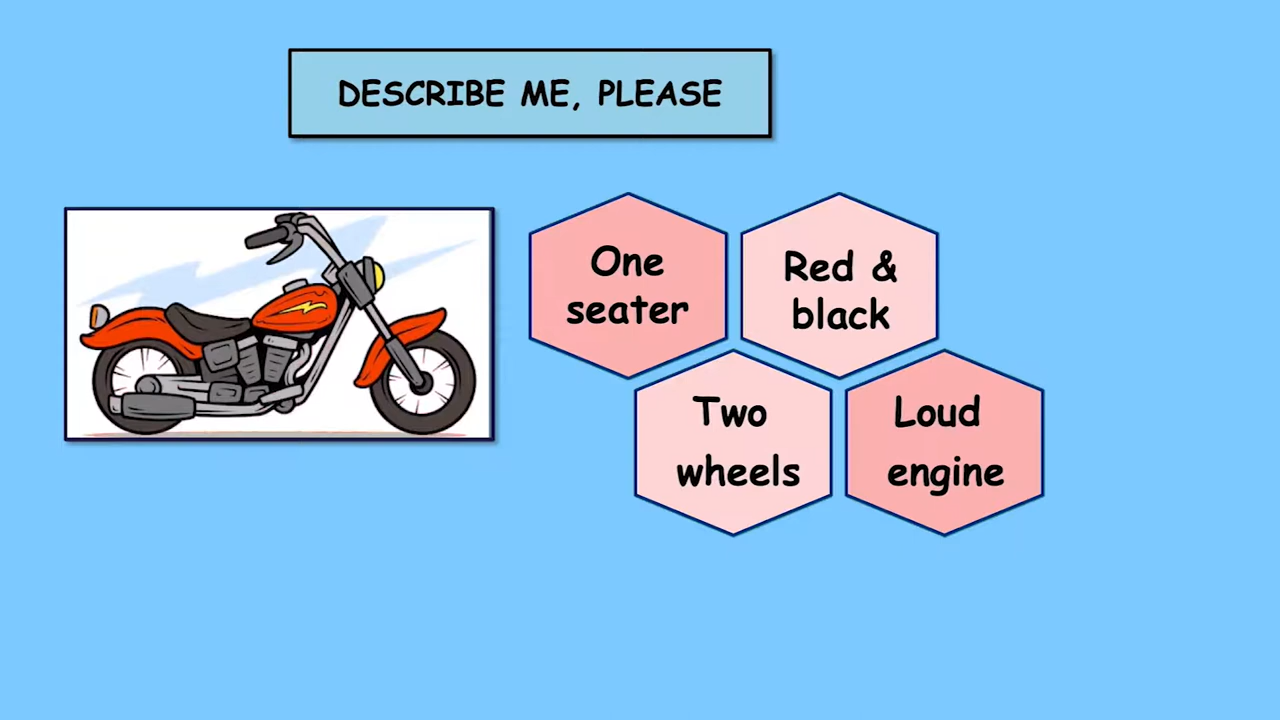 DESCRIBE ME, PLEASE
One
seater
Red &
black
Two
wheels
Loud
engine